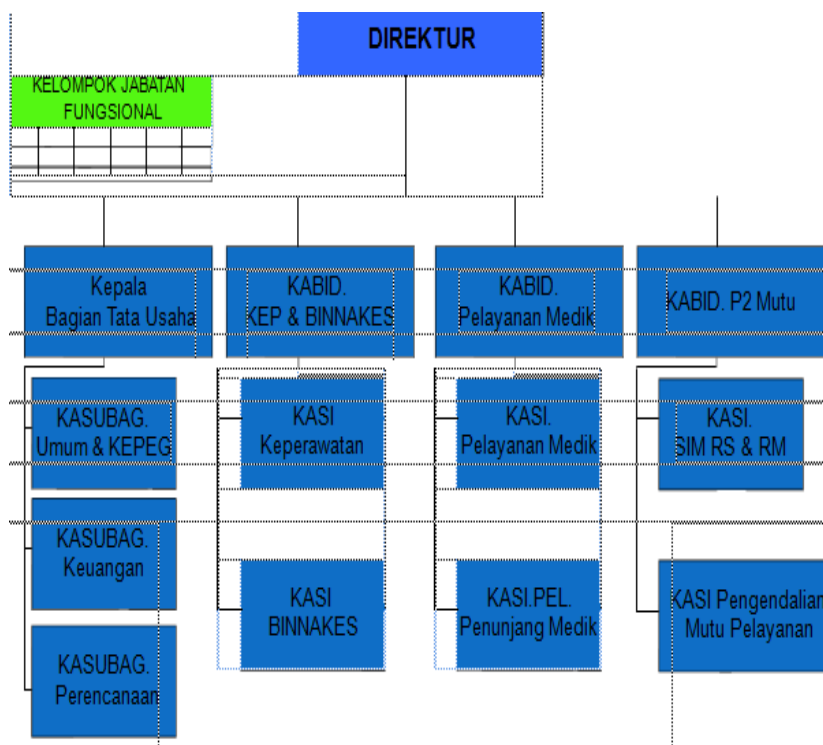 DIREKTUR
KELOMPOK JABATAN
FUNGSIONAL
Kepala
Bagian Tata Usaha
KABID.
KEP & BINNAKES
KABID.
Pelayanan Medik
KABID. P2 Mutu
KASUBAG.
Umum & KEPEG
KASI
Keperawatan
KASI.
Pelayanan Medik
KASI.
SIM RS & RM
KASUBAG.
Keuangan
KASI
BINNAKES
KASI.PEL.
Penunjang Medik
KASI Pengendalian
Mutu Pelayanan
KASUBAG.
Perencanaan